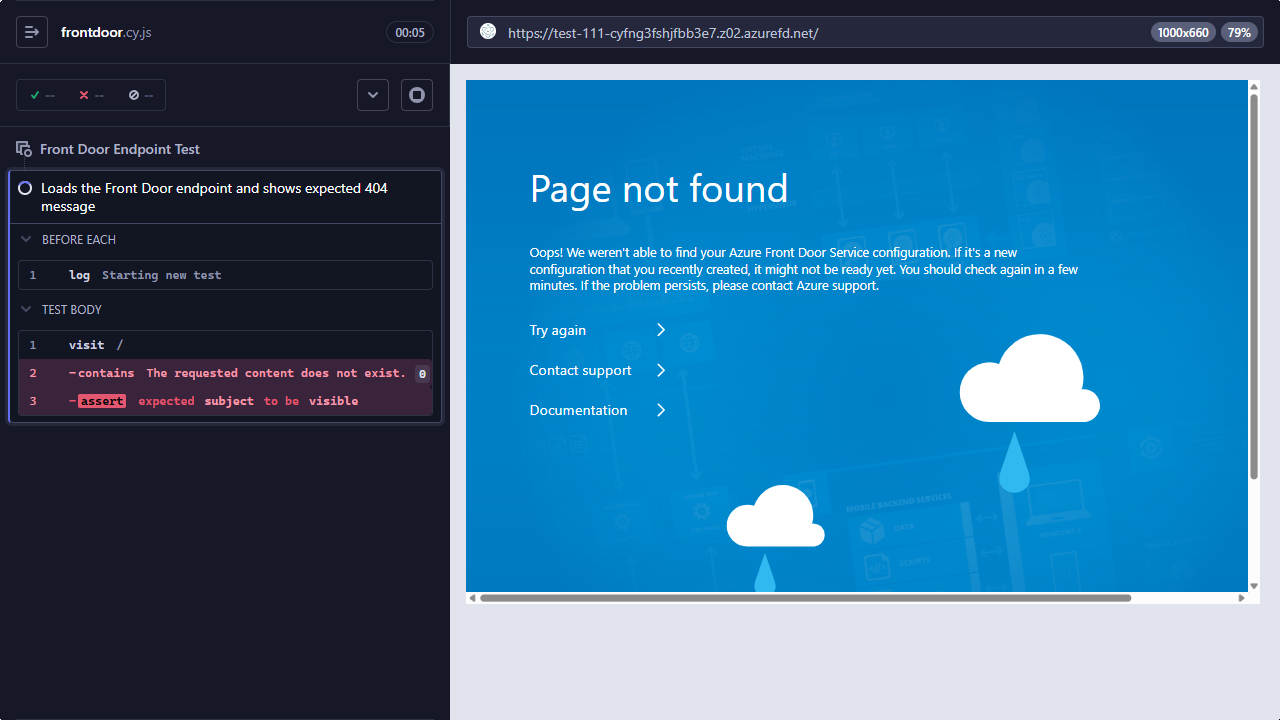 frontdoor.cy.js
00:05
https://test-111-cyfng3fshjfbb3e7.z02.azurefd.net/
1000x660
79%
--
--
--
Front Door Endpoint Test
Loads the Front Door endpoint and shows expected 404
message
BEFORE EACH
1 log Starting new test
TEST BODY
1 visit /
2 -contains The requested content does not exist. 0
3 -assert expected subject to be visible
Page not found
Oops! We weren't able to find your Azure Front Door Service configuration. If it's a new
configuration that you recently created, it might not be ready yet. You should check again in a few
minutes. If the problem persists, please contact Azure support.
Try again
Contact support
Documentation
MOBILE BACKEND SERVICES
DATA
SCRIPTS